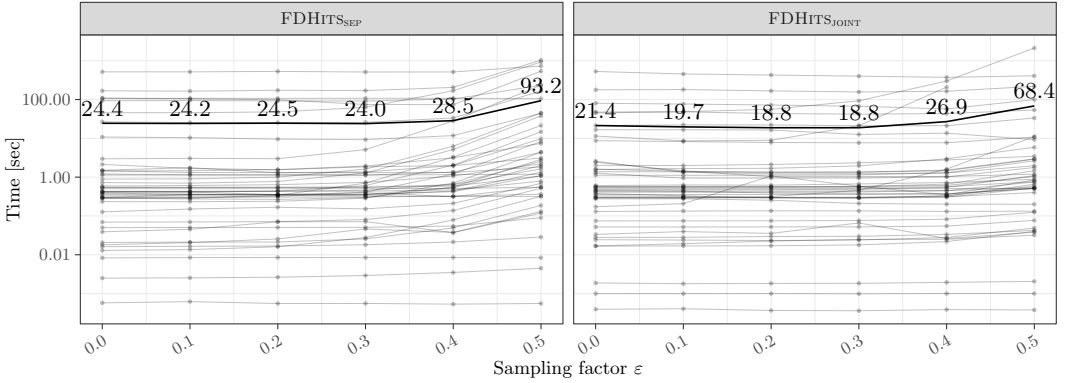 FDHITS_SEP
FDHITS_JOINT
Time [sec]
100.00
1.00
0.01
24.4 24.2 24.5 24.0 28.5 93.2
21.4 19.7 18.8 18.8 26.9 68.4
0.0 0.1 0.2 0.3 0.4 0.5
0.0 0.1 0.2 0.3 0.4 0.5
Sampling factor ε